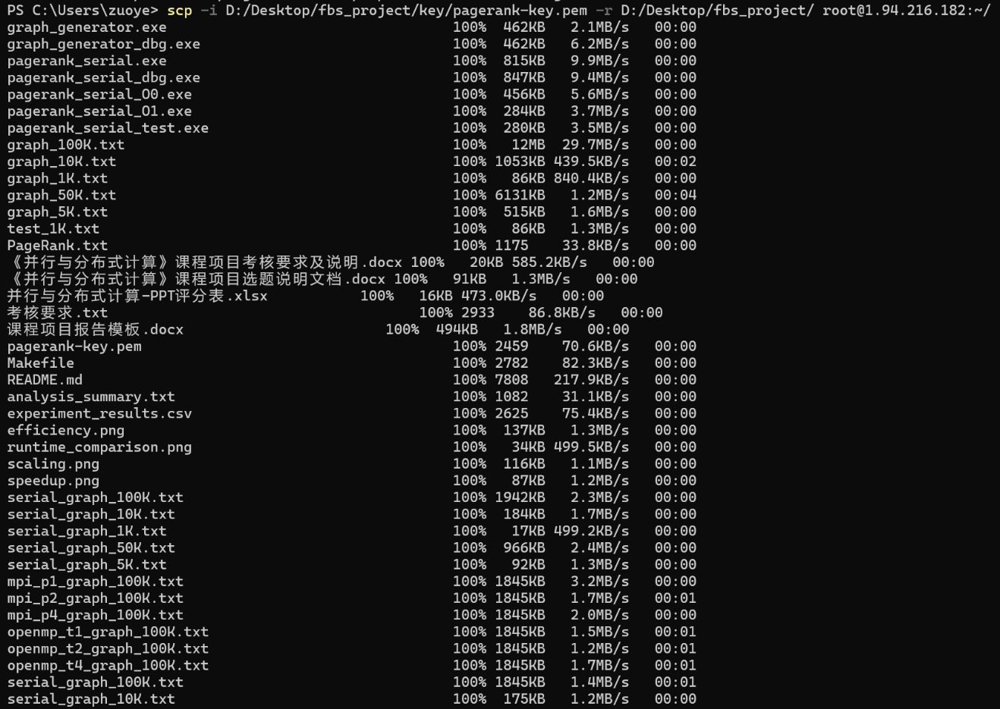 PS C:\Users\zuoye> scp -i D:/Desktop/fbs_project/key/pagerank-key.pem -r D:/Desktop/fbs_project/ root@1.94.216.182:~/
graph_generator.exe 100% 462KB 2.1MB/s 00:00
graph_generator_dbg.exe 100% 462KB 6.2MB/s 00:00
pagerank_serial.exe 100% 815KB 9.9MB/s 00:00
pagerank_serial_dbg.exe 100% 847KB 9.4MB/s 00:00
pagerank_serial_O0.exe 100% 456KB 5.6MB/s 00:00
pagerank_serial_O1.exe 100% 284KB 3.7MB/s 00:00
pagerank_serial_test.exe 100% 280KB 3.5MB/s 00:00
graph_100K.txt 100% 12MB 29.7MB/s 00:00
graph_10K.txt 100% 1053KB 439.5KB/s 00:02
graph_1K.txt 100% 86KB 840.4KB/s 00:00
graph_50K.txt 100% 6131KB 1.2MB/s 00:04
graph_5K.txt 100% 515KB 1.6MB/s 00:00
test_1K.txt 100% 86KB 1.3MB/s 00:00
PageRank.txt 100% 1175 33.8KB/s 00:00
《并行与分布式计算》课程项目考核要求及说明.docx 100% 20KB 585.2KB/s 00:00
《并行与分布式计算》课程项目选题说明文档.docx 100% 91KB 1.3MB/s 00:00
并行与分布式计算-PPT评分表.xlsx 100% 16KB 473.0KB/s 00:00
考核要求.txt 100% 2933 86.8KB/s 00:00
课程项目报告模板.docx 100% 494KB 1.8MB/s 00:00
pagerank-key.pem 100% 2459 70.6KB/s 00:00
Makefile 100% 2782 82.3KB/s 00:00
README.md 100% 7808 217.9KB/s 00:00
analysis_summary.txt 100% 1082 31.1KB/s 00:00
experiment_results.csv 100% 2625 75.4KB/s 00:00
efficiency.png 100% 137KB 1.3MB/s 00:00
runtime_comparison.png 100% 34KB 499.5KB/s 00:00
scaling.png 100% 116KB 1.1MB/s 00:00
speedup.png 100% 87KB 1.2MB/s 00:00
serial_graph_100K.txt 100% 1942KB 2.3MB/s 00:00
serial_graph_10K.txt 100% 184KB 1.7MB/s 00:00
serial_graph_1K.txt 100% 17KB 499.2KB/s 00:00
serial_graph_50K.txt 100% 966KB 2.4MB/s 00:00
serial_graph_5K.txt 100% 92KB 1.3MB/s 00:00
mpi_p1_graph_100K.txt 100% 1845KB 3.2MB/s 00:00
mpi_p2_graph_100K.txt 100% 1845KB 1.7MB/s 00:01
mpi_p4_graph_100K.txt 100% 1845KB 2.0MB/s 00:00
openmp_t1_graph_100K.txt 100% 1845KB 1.5MB/s 00:01
openmp_t2_graph_100K.txt 100% 1845KB 1.2MB/s 00:01
openmp_t4_graph_100K.txt 100% 1845KB 1.7MB/s 00:01
serial_graph_100K.txt 100% 1845KB 1.4MB/s 00:01
serial_graph_10K.txt 100% 175KB 1.2MB/s 00:00